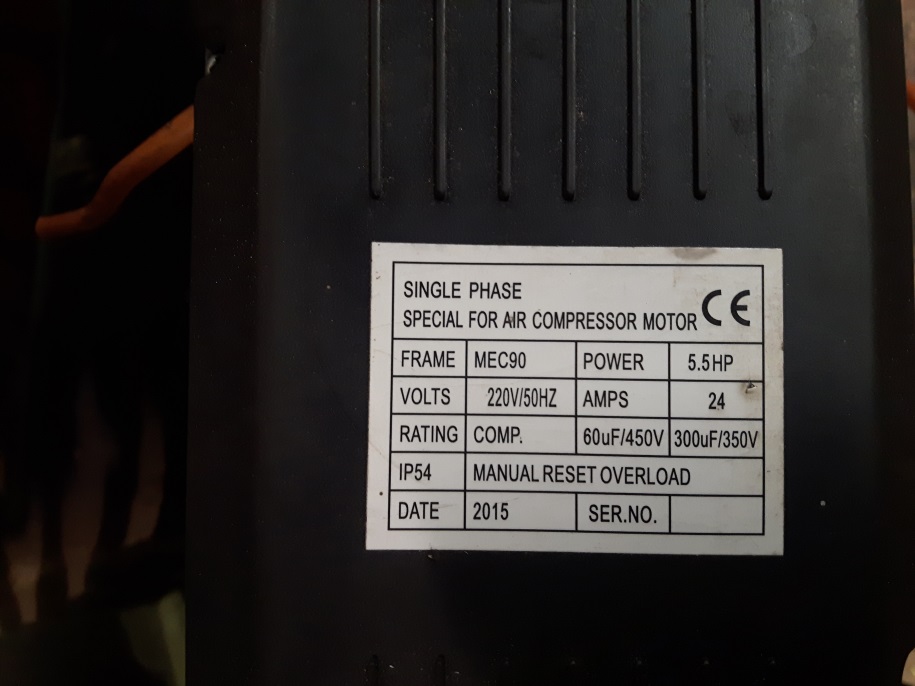 SINGLE PHASE
SPECIAL FOR AIR COMPRESSOR MOTOR CE
FRAME MEC90 POWER 5.5HP
VOLTS 220V/50HZ AMPS 24
RATING COMP. 60uF/450V 300uF/350V
IP54 MANUAL RESET OVERLOAD
DATE 2015 SER.NO.